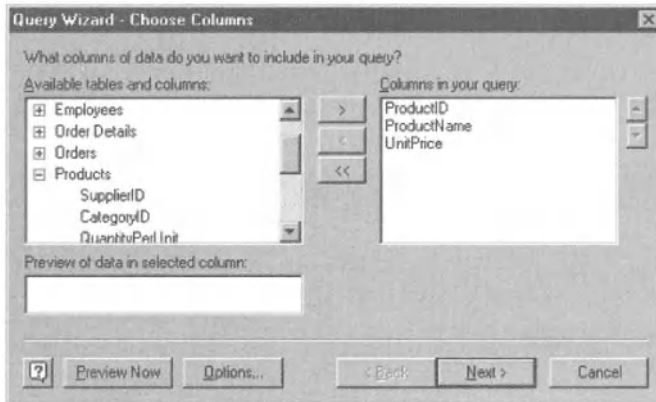 Query Wizard - Choose Columns
What columns of data do you want to include in your query?
Available tables and columns:
Employees
Order Details
Orders
Products
SupplierID
CategoryID
QuantityPerUnit
Preview of data in selected column:
>
<
<<
Columns in your query:
ProductID
ProductName
UnitPrice
Preview Now
Options...
< Back
Next >
Cancel